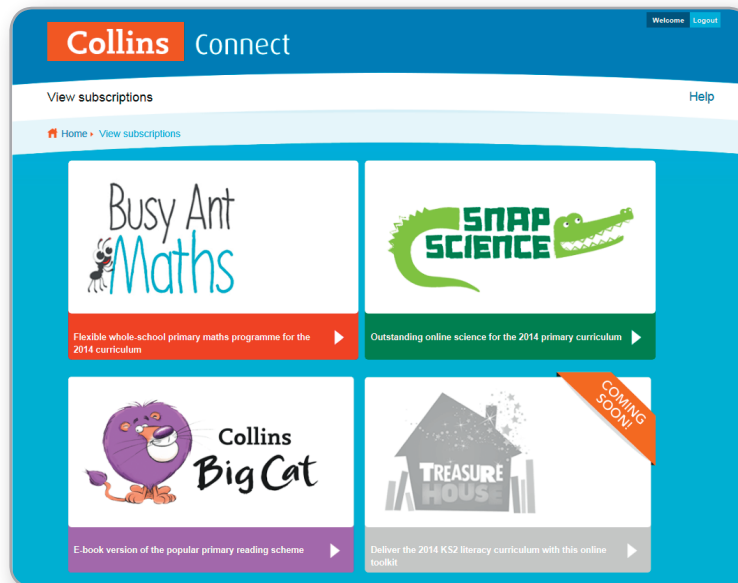 Welcome Logout
Collins Connect
View subscriptions
Help
Home View subscriptions
Busy Ant
Maths
SNAP
SCIENCE
Flexible whole-school primary maths programme for the
2014 curriculum
Outstanding online science for the 2014 primary curriculum
Collins
Big Cat
COMING
SOON!
TREASURE
HOUSE
E-book version of the popular primary reading scheme
Deliver the 2014 KS2 literacy curriculum with this online
toolkit